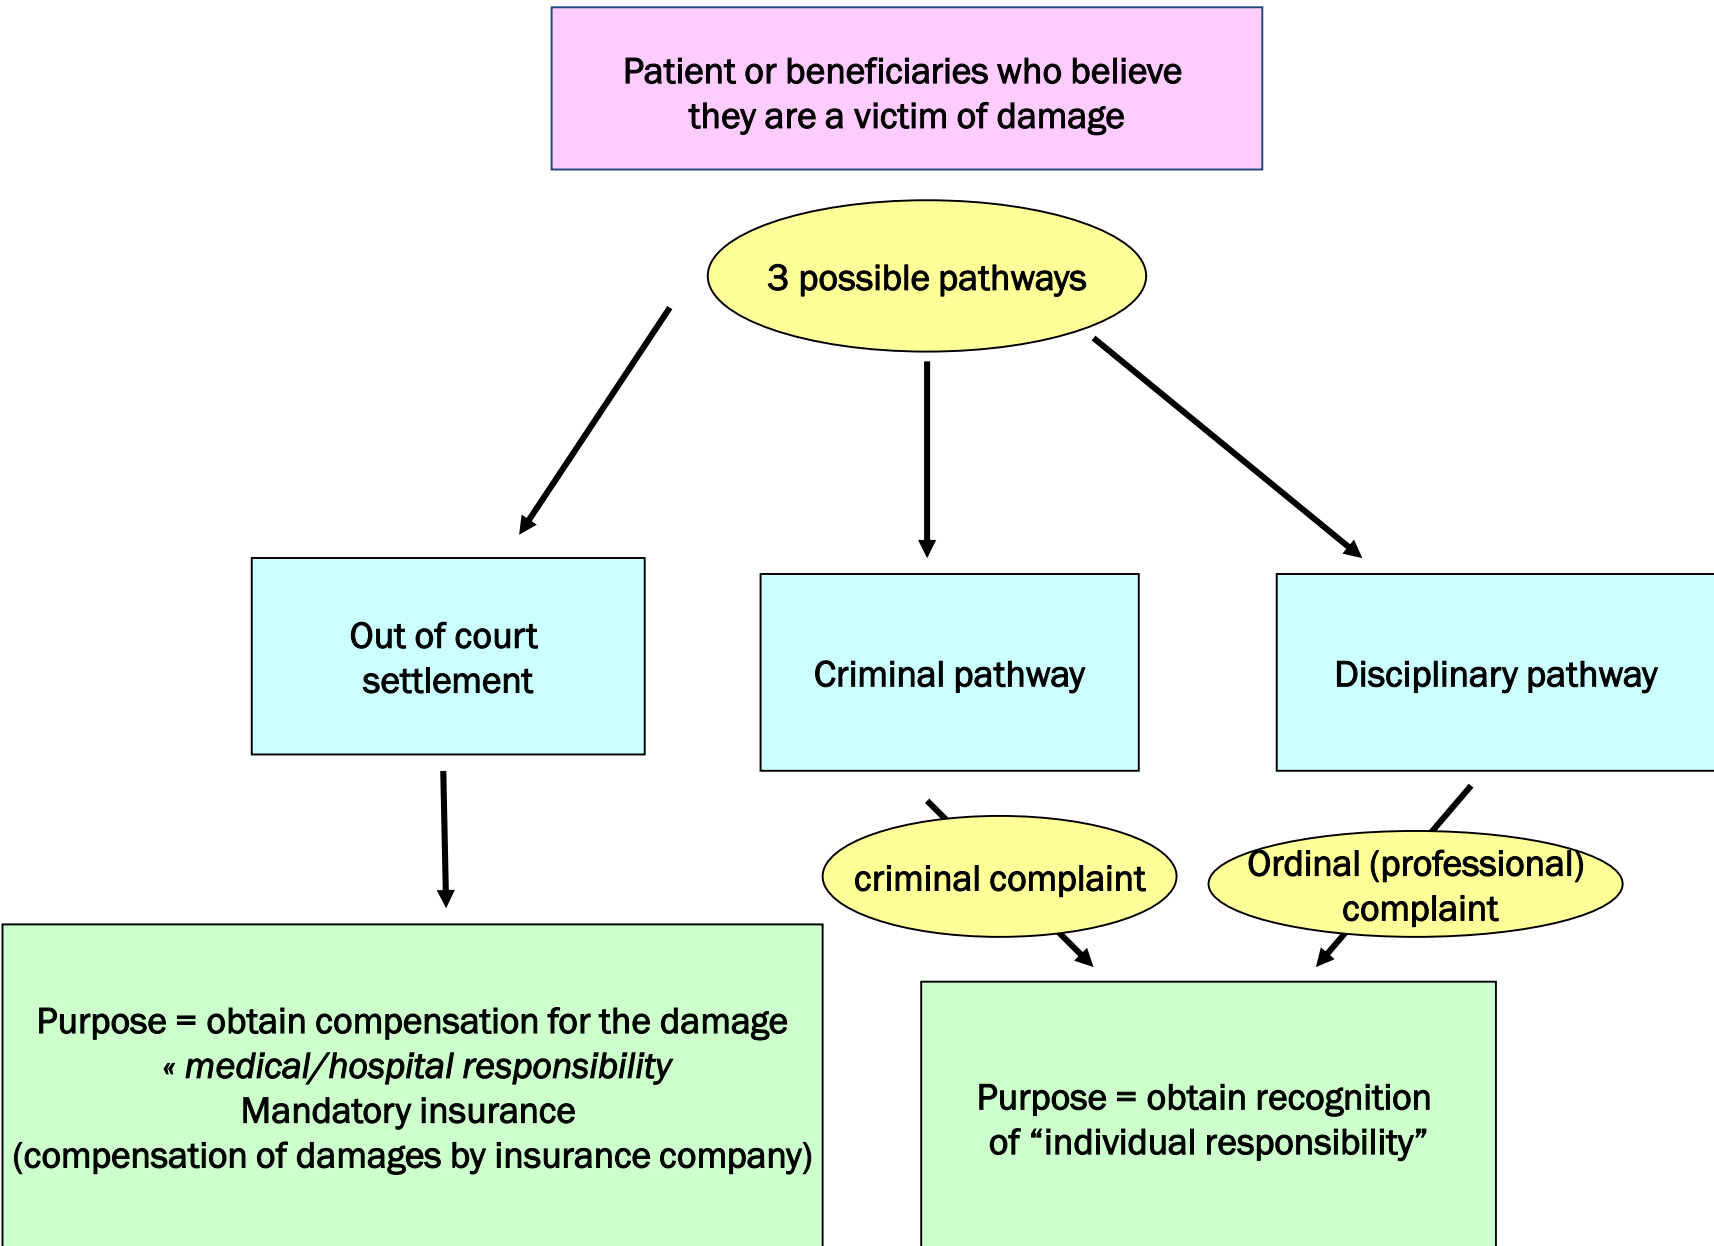 Patient or beneficiaries who believe
they are a victim of damage
3 possible pathways
Out of court
settlement
Criminal pathway
Disciplinary pathway
criminal complaint
Ordinal (professional)
complaint
Purpose = obtain compensation for the damage
« medical/hospital responsibility
Mandatory insurance
(compensation of damages by insurance company)
Purpose = obtain recognition
of “individual responsibility”